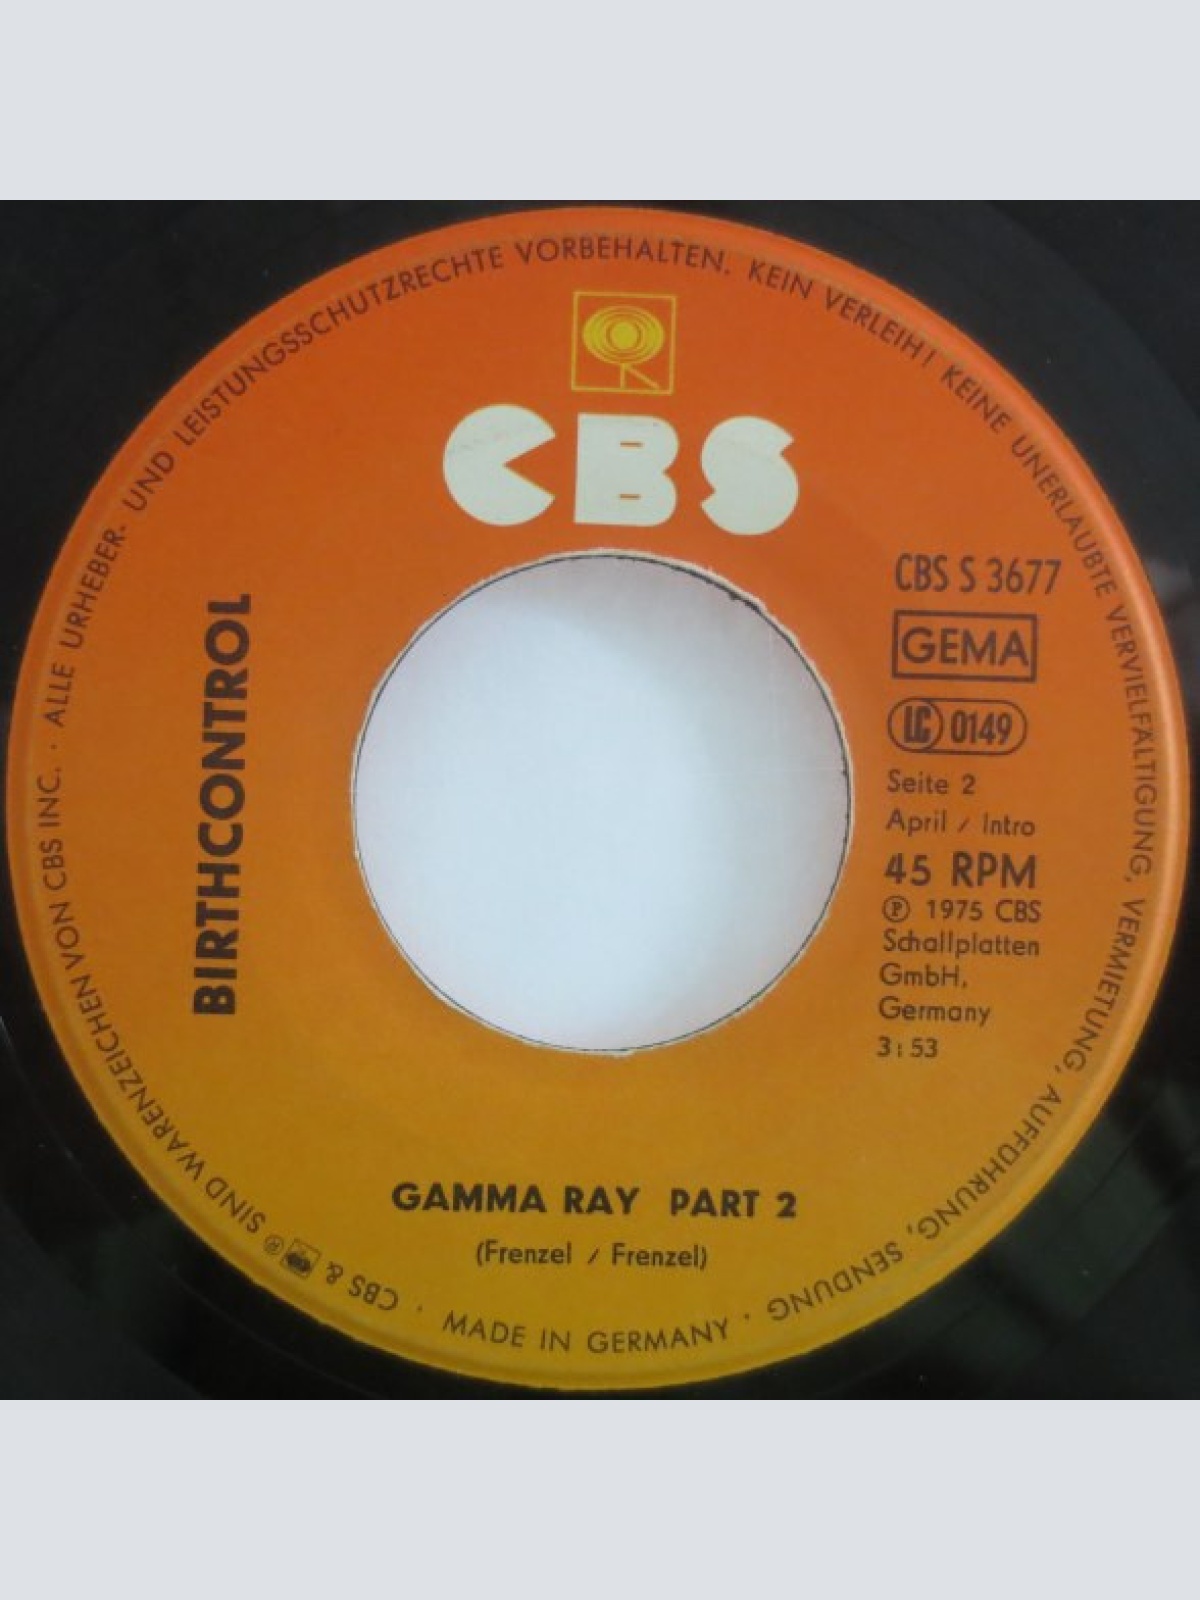 ALLE URHEBER- UND LEISTUNGSSCHUTZRECHTE VORBEHALTEN. KEIN VERLEIH! KEINE UNERLAUBTE VERVIELFÄLTIGUNG, VERMIETUNG, AUFFÜHRUNG, SENDUNG · MADE IN GERMANY · CBS & ® SIND WARENZEICHEN VON CBS INC. ·
CBS
BIRTHCONTROL
CBS S 3677
GEMA
LC 0149
Seite 2
April / Intro
45 RPM
℗ 1975 CBS
Schallplatten
GmbH,
Germany
3:53
GAMMA RAY PART 2
(Frenzel / Frenzel)